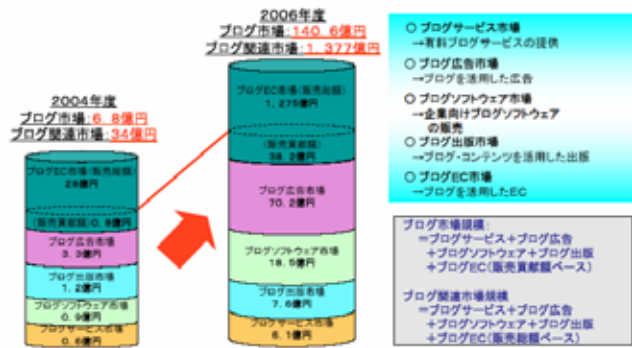 2004年度
ブログ市場:6.8億円
ブログ関連市場:34億円
ブログEC市場(販売総額)
28億円
(販売貢献額)0.8億円
ブログ広告市場
3.3億円
ブログ出版市場
1.2億円
ブログソフトウェア市場
0.9億円
ブログサービス市場
0.6億円
2006年度
ブログ市場:140.6億円
ブログ関連市場:1,377億円
ブログEC市場(販売総額)
1,275億円
(販売貢献額)
38.2億円
ブログ広告市場
70.2億円
ブログソフトウェア市場
18.5億円
ブログ出版市場
7.6億円
ブログサービス市場
6.1億円
○ ブログサービス市場
→有料ブログサービスの提供
○ ブログ広告市場
→ブログを活用した広告
○ ブログソフトウェア市場
→企業向けブログソフトウェア
の販売
○ ブログ出版市場
→ブログ・コンテンツを活用した出版
○ ブログEC市場
→ブログを活用したEC
ブログ市場規模:
=ブログサービス+ブログ広告
+ブログソフトウェア+ブログ出版
+ブログEC(販売貢献額ベース)
ブログ関連市場規模
=ブログサービス+ブログ広告
+ブログソフトウェア+ブログ出版
+ブログEC(販売総額ベース)